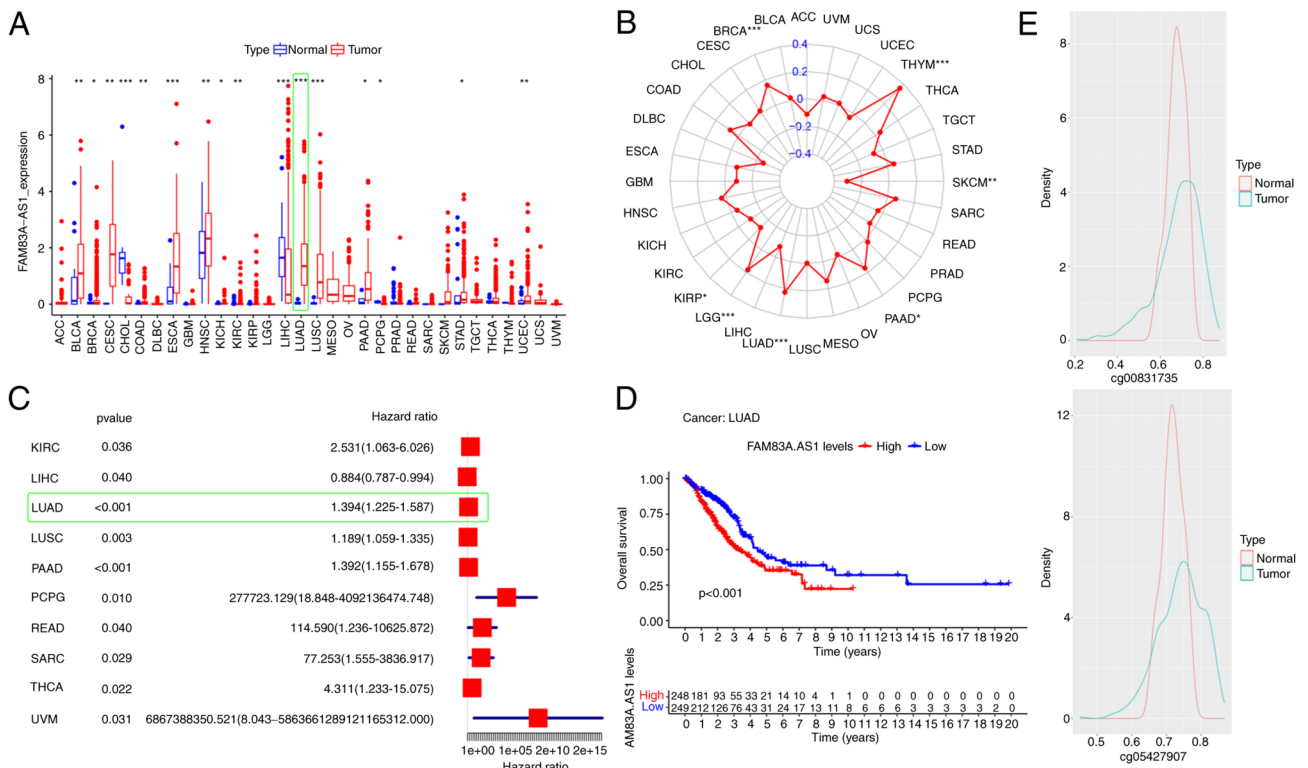 A
Type Normal Tumor
FAM83A-AS1_expression
8
6
4
2
0
** * ** *** ** *** ** * ** *** *** *** * * * **
ACC BLCA BRCA CESC CHOL COAD DLBC ESCA GBM HNSC KICH KIRC KIRP LGG LIHC LUAD LUSC MESO OV PAAD PCPG PRAD READ SARC SKCM STAD TGCT THCA THYM UCEC UCS UVM
B
ACC
UVM
UCS
UCEC
THYM***
THCA
TGCT
STAD
SKCM**
SARC
READ
PRAD
PCPG
PAAD*
OV
MESO
LUSC
LUAD***
LIHC
LGG***
KIRP*
KIRC
KICH
HNSC
GBM
ESCA
DLBC
COAD
CHOL
CESC
BRCA***
BLCA
0.4
0.2
0
−0.2
−0.4
C
pvalue Hazard ratio
KIRC 0.036 2.531(1.063-6.026)
LIHC 0.040 0.884(0.787-0.994)
LUAD <0.001 1.394(1.225-1.587)
LUSC 0.003 1.189(1.059-1.335)
PAAD <0.001 1.392(1.155-1.678)
PCPG 0.010 277723.129(18.848-4092136474.748)
READ 0.040 114.590(1.236-10625.872)
SARC 0.029 77.253(1.555-3836.917)
THCA 0.022 4.311(1.233-15.075)
UVM 0.031 6867388350.521(8.043–5863661289121165312.000)
1e+00 1e+05 2e+10 2e+15
Hazard ratio
D
Cancer: LUAD
FAM83A.AS1 levels High Low
Overall survival
1.00
0.75
0.50
0.25
0.00
p<0.001
0 1 2 3 4 5 6 7 8 9 10 11 12 13 14 15 16 17 18 19 20
Time (years)
AM83A.AS1 levels
High 248 181 93 55 33 21 14 10 4 1 1 0 0 0 0 0 0 0 0 0 0
Low 249 212 126 76 43 31 24 17 13 11 8 6 6 6 3 3 3 3 3 2 0
0 1 2 3 4 5 6 7 8 9 10 11 12 13 14 15 16 17 18 19 20
Time (years)
E
Density
8
6
4
2
0
0.2 0.4 0.6 0.8
cg00831735
Type
Normal
Tumor
Density
12
8
4
0
0.5 0.6 0.7 0.8
cg05427907
Type
Normal
Tumor